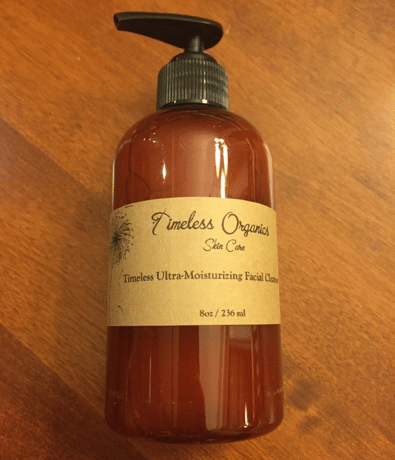 Timeless Organics
Skin Care
Timeless Ultra-Moisturizing Facial
8oz / 236 ml